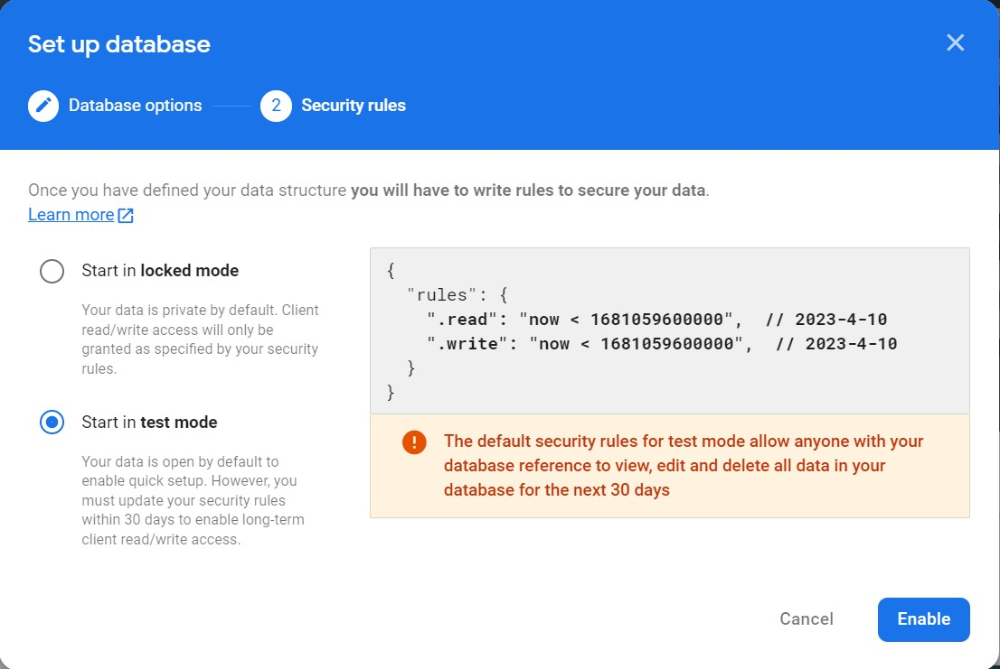 Set up database
Database options
2 Security rules
Once you have defined your data structure you will have to write rules to secure your data.
Learn more
Start in locked mode
Your data is private by default. Client
read/write access will only be
granted as specified by your security
rules.
Start in test mode
Your data is open by default to
enable quick setup. However, you
must update your security rules
within 30 days to enable long-term
client read/write access.
{
"rules": {
".read": "now < 1681059600000", // 2023-4-10
".write": "now < 1681059600000", // 2023-4-10
}
}
! The default security rules for test mode allow anyone with your
database reference to view, edit and delete all data in your
database for the next 30 days
Cancel
Enable